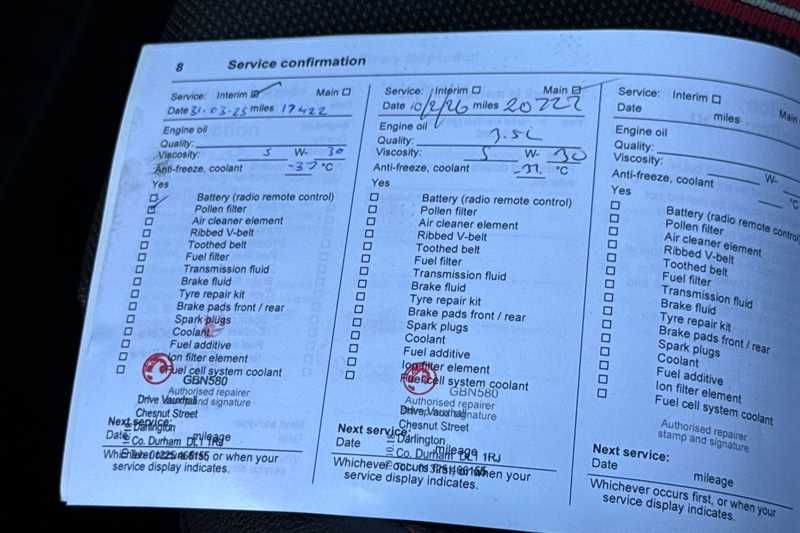 8 Service confirmation
Service: Interim Main
Date 31-03-25 miles 17422
Engine oil
Quality:
Viscosity: 5 W- 30
Anti-freeze, coolant -37 °C
Yes
Battery (radio remote control)
Pollen filter
Air cleaner element
Ribbed V-belt
Toothed belt
Fuel filter
Transmission fluid
Brake fluid
Tyre repair kit
Brake pads front / rear
Spark plugs
Coolant
Fuel additive
Ion filter element
Fuel cell system coolant
GBN580
Authorised repairer
stamp and signature
Drive Vauxhall
Chesnut Street
Darlington
Co. Durham DL1 1RJ
Next service:
Date mileage
Whichever occurs first, or when your
service display indicates.
Service: Interim Main
Date 10/2/26 miles 20722
Engine oil 3.5L
Quality:
Viscosity: 5 W- 30
Anti-freeze, coolant -37. °C
Yes
Battery (radio remote control)
Pollen filter
Air cleaner element
Ribbed V-belt
Toothed belt
Fuel filter
Transmission fluid
Brake fluid
Tyre repair kit
Brake pads front / rear
Spark plugs
Coolant
Fuel additive
Ion filter element
Fuel cell system coolant
GBN580
Authorised repairer
stamp and signature
Drive Vauxhall
Chesnut Street
Darlington
Co. Durham DL1 1RJ
Next service:
Date mileage
Whichever occurs first, or when your
service display indicates.
Service: Interim Main
Date miles
Engine oil
Quality:
Viscosity: W-
Anti-freeze, coolant °C
Yes
Battery (radio remote control
Pollen filter
Air cleaner element
Ribbed V-belt
Toothed belt
Fuel filter
Transmission fluid
Brake fluid
Tyre repair kit
Brake pads front / rear
Spark plugs
Coolant
Fuel additive
Ion filter element
Fuel cell system coolant
Authorised repairer
stamp and signature
Next service:
Date mileage
Whichever occurs first, or when your
service display indicates.